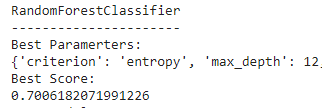 RandomForestClassifier
----------------------
Best Paramerters:
{'criterion': 'entropy', 'max_depth': 12,
Best Score:
0.7006182071991226